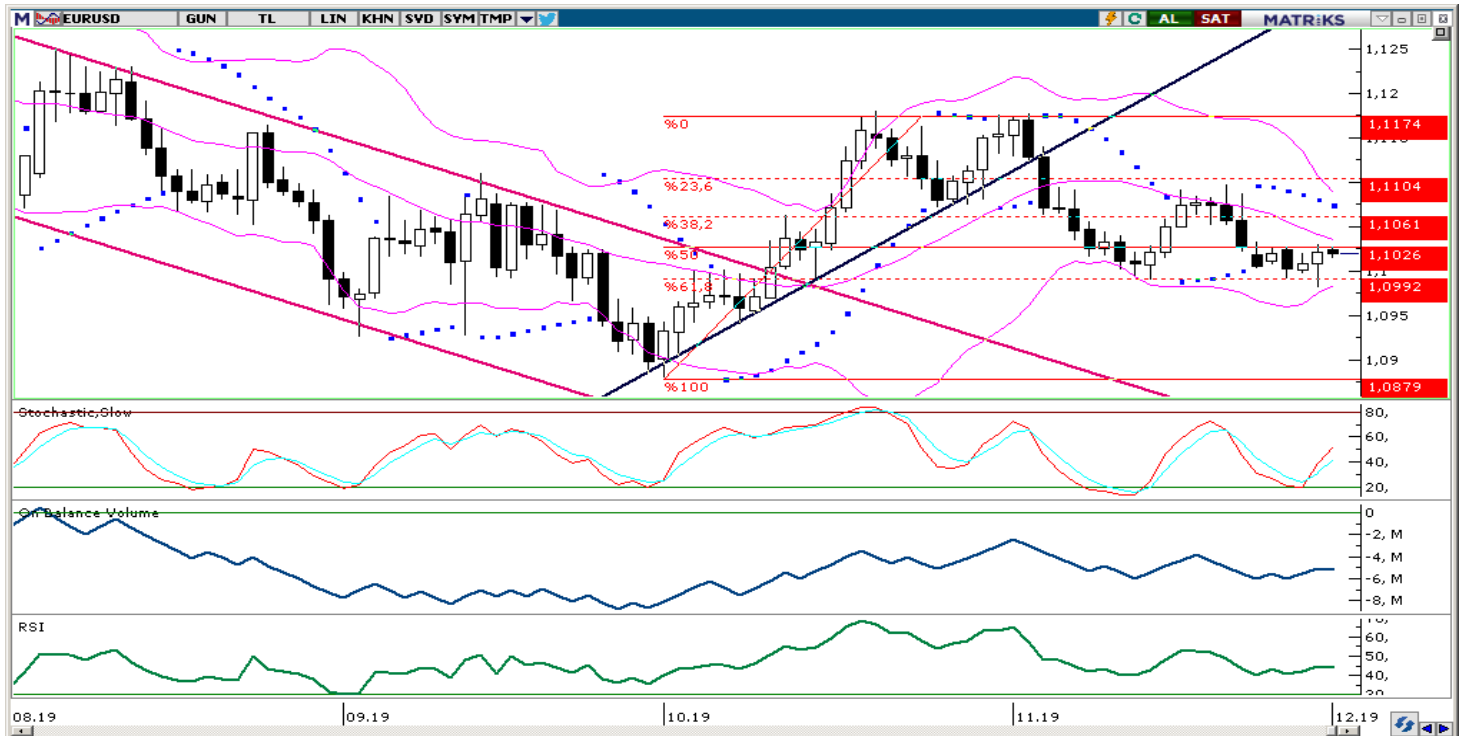 M EURUSD GUN TL LIN KHN SVD SYM TMP AL SAT MATRiKS
1,125
1,12
%0
1,1174
%23,6
1,1104
%38,2
1,1061
%50
1,1026
1,1
%61,8
1,0992
1,095
1,09
%100
1,0879
Stochastic,Slow
80,
60,
40,
20,
On Balance Volume
0
-2, M
-4, M
-6, M
-8, M
RSI
60,
50,
40,
08.19 09.19 10.19 11.19 12.19